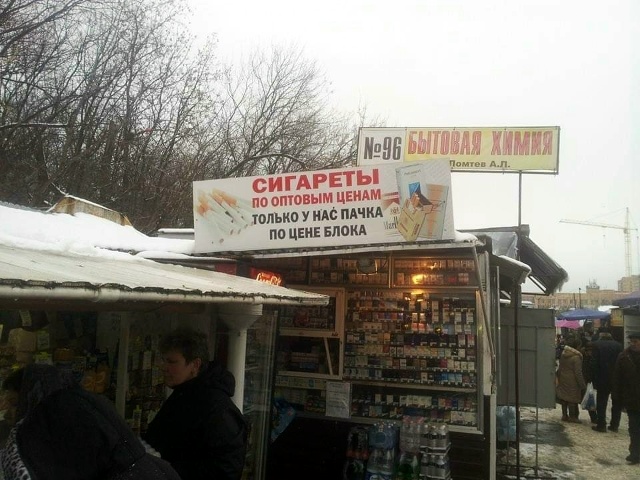 №96 БЫТОВАЯ ХИМИЯ
Ломтев А.Л.
СИГАРЕТЫ
ПО ОПТОВЫМ ЦЕНАМ
ТОЛЬКО У НАС ПАЧКА
ПО ЦЕНЕ БЛОКА